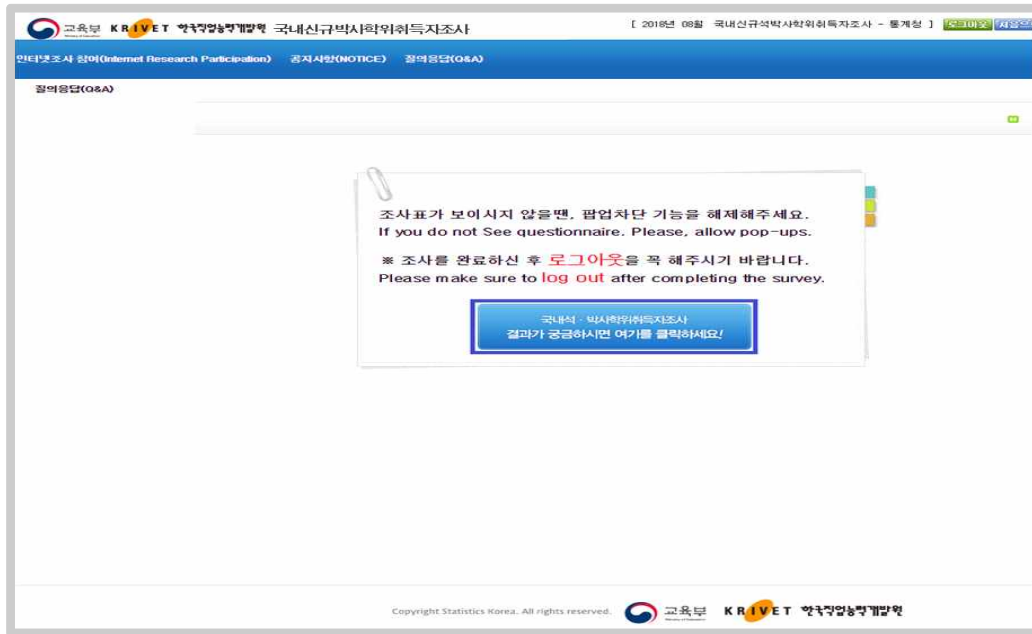 교육부 KRIVET 한국직업능력개발원 국내신규박사학위취득자조사
[ 2018년 08월 국내신규석박사학위취득자조사 - 통계청 ] 로그아웃
인터넷조사 참여(Internet Research Participation) 공지사항(NOTICE) 질의응답(Q&A)
질의응답(Q&A)
조사표가 보이시지 않을땐, 팝업차단 기능을 해제해주세요.
If you do not See questionnaire. Please, allow pop-ups.
※ 조사를 완료하신 후 로그아웃을 꼭 해주시기 바랍니다.
Please make sure to log out after completing the survey.
국내석·박사학위취득자조사
결과가 궁금하시면 여기를 클릭하세요!
Copyright Statistics Korea. All rights reserved. 교육부 KRIVET 한국직업능력개발원